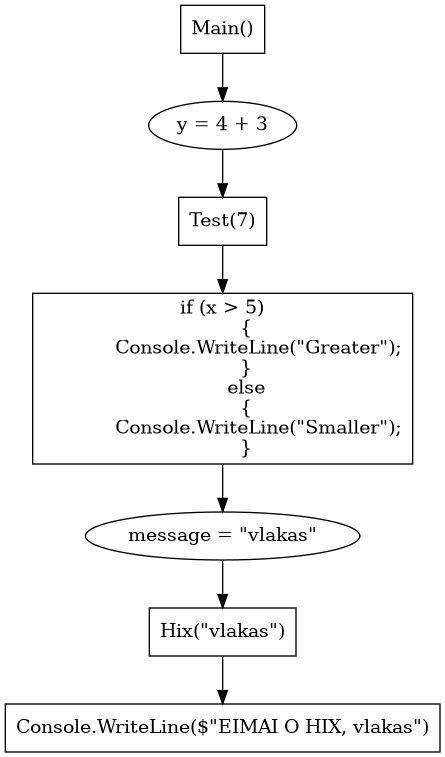 Main()
y = 4 + 3
Test(7)
if (x > 5)
{
Console.WriteLine("Greater");
}
else
{
Console.WriteLine("Smaller");
}
message = "vlakas"
Hix("vlakas")
Console.WriteLine($"EIMAI O HIX, vlakas")